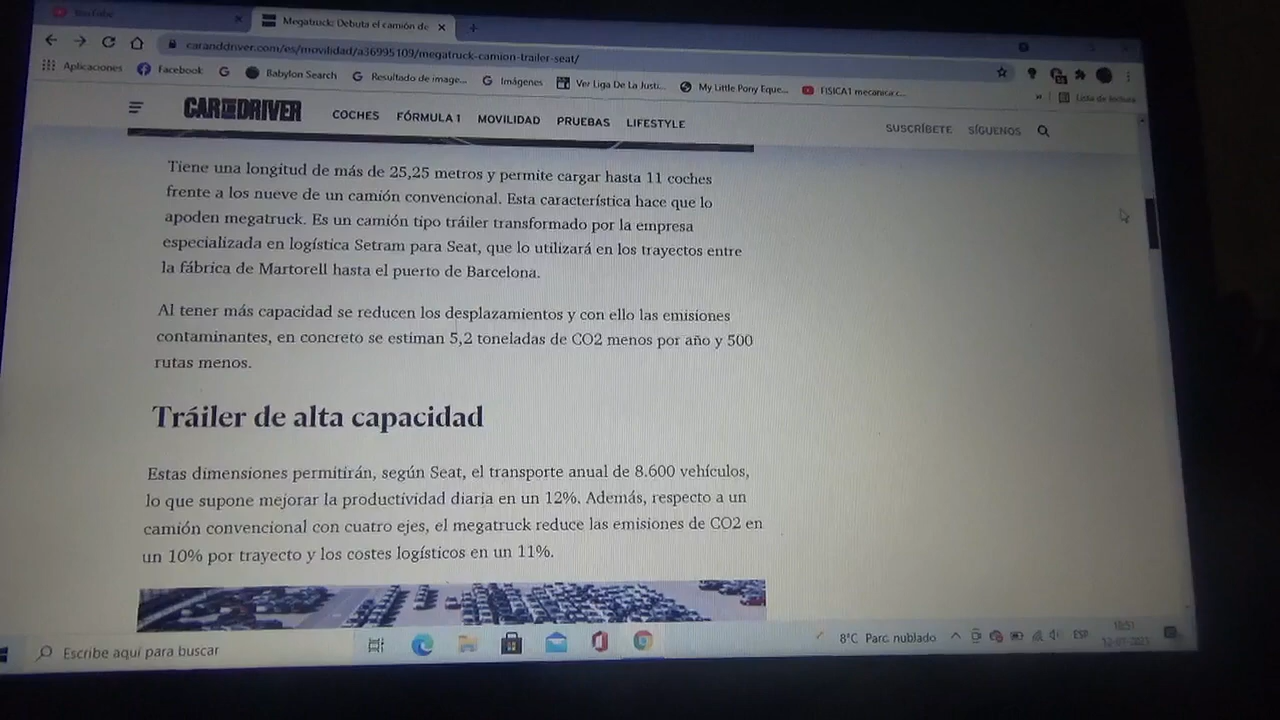 YouTube
Megatruck: Debuta el camión de
caranddriver.com/es/movilidad/a36995109/megatruck-camion-trailer-seat/
Aplicaciones Facebook Babylon Search Resultado de image... Imágenes Ver Liga De La Justi... My Little Pony Eque... FISICA1 mecanica c...
» Lista de lectura
CAR AND DRIVER COCHES FÓRMULA 1 MOVILIDAD PRUEBAS LIFESTYLE SUSCRÍBETE SÍGUENOS
Tiene una longitud de más de 25,25 metros y permite cargar hasta 11 coches
frente a los nueve de un camión convencional. Esta característica hace que lo
apoden megatruck. Es un camión tipo tráiler transformado por la empresa
especializada en logística Setram para Seat, que lo utilizará en los trayectos entre
la fábrica de Martorell hasta el puerto de Barcelona.
Al tener más capacidad se reducen los desplazamientos y con ello las emisiones
contaminantes, en concreto se estiman 5,2 toneladas de CO2 menos por año y 500
rutas menos.
Tráiler de alta capacidad
Estas dimensiones permitirán, según Seat, el transporte anual de 8.600 vehículos,
lo que supone mejorar la productividad diaria en un 12%. Además, respecto a un
camión convencional con cuatro ejes, el megatruck reduce las emisiones de CO2 en
un 10% por trayecto y los costes logísticos en un 11%.
Escribe aquí para buscar
8°C Parc. nublado ESP